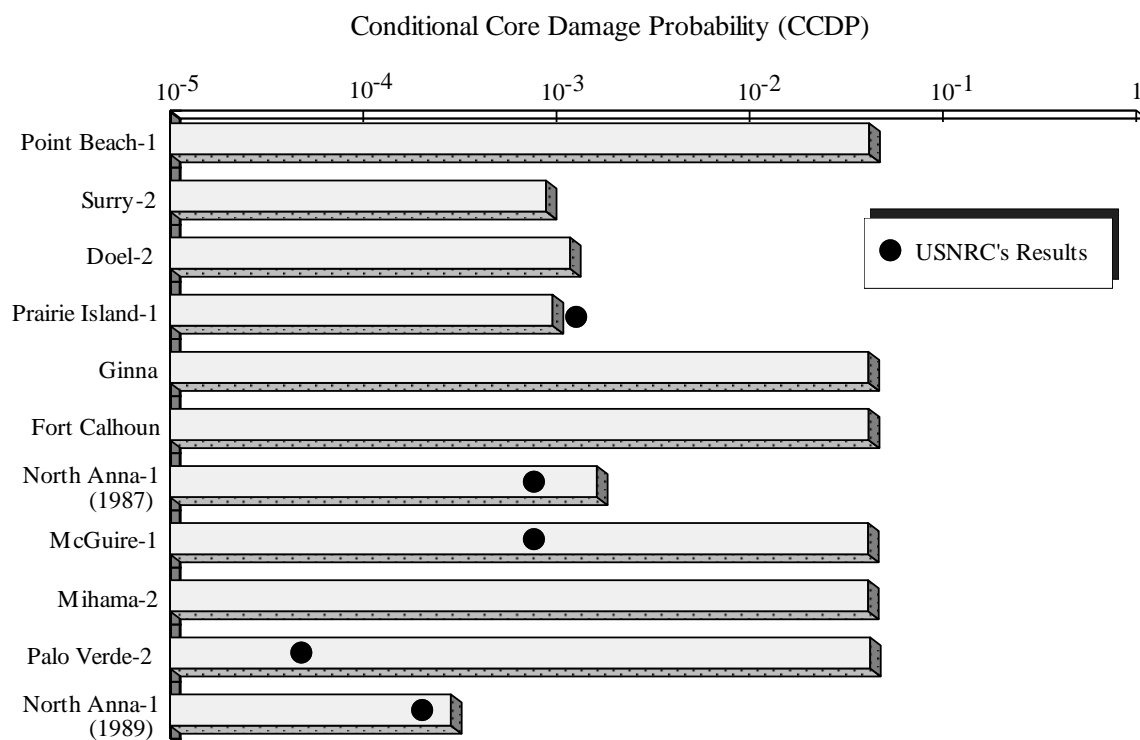 Conditional Core Damage Probability (CCDP)
10-5 10-4 10-3 10-2 10-1 1
Point Beach-1
Surry-2
Doel-2
USNRC's Results
Prairie Island-1
Ginna
Fort Calhoun
North Anna-1
(1987)
McGuire-1
Mihama-2
Palo Verde-2
North Anna-1
(1989)